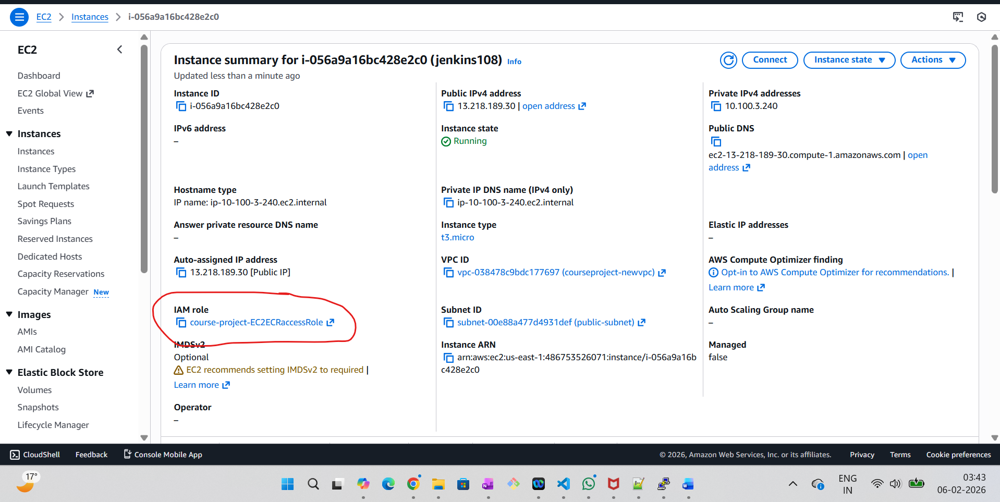 EC2 > Instances > i-056a9a16bc428e2c0
EC2
Dashboard
EC2 Global View
Events
Instances
Instances
Instance Types
Launch Templates
Spot Requests
Savings Plans
Reserved Instances
Dedicated Hosts
Capacity Reservations
Capacity Manager New
Images
AMIs
AMI Catalog
Elastic Block Store
Volumes
Snapshots
Lifecycle Manager
Instance summary for i-056a9a16bc428e2c0 (jenkins108) Info
Updated less than a minute ago
Connect
Instance state
Actions
Instance ID
i-056a9a16bc428e2c0
Public IPv4 address
13.218.189.30 | open address
Private IPv4 addresses
10.100.3.240
IPv6 address
–
Instance state
Running
Public DNS
ec2-13-218-189-30.compute-1.amazonaws.com | open
address
Hostname type
IP name: ip-10-100-3-240.ec2.internal
Private IP DNS name (IPv4 only)
ip-10-100-3-240.ec2.internal
Answer private resource DNS name
–
Instance type
t3.micro
Elastic IP addresses
–
Auto-assigned IP address
13.218.189.30 [Public IP]
VPC ID
vpc-038478c9bdc177697 (courseproject-newvpc)
AWS Compute Optimizer finding
Opt-in to AWS Compute Optimizer for recommendations. |
Learn more
IAM role
course-project-EC2ECRaccessRole
Subnet ID
subnet-00e88a477d4931def (public-subnet)
Auto Scaling Group name
–
IMDSv2
Optional
EC2 recommends setting IMDSv2 to required |
Learn more
Instance ARN
arn:aws:ec2:us-east-1:486753526071:instance/i-056a9a16b
c428e2c0
Managed
false
Operator
–
CloudShell Feedback Console Mobile App © 2026, Amazon Web Services, Inc. or its affiliates. Privacy Terms Cookie preferences
17°
ENG
IN
03:43
06-02-2026